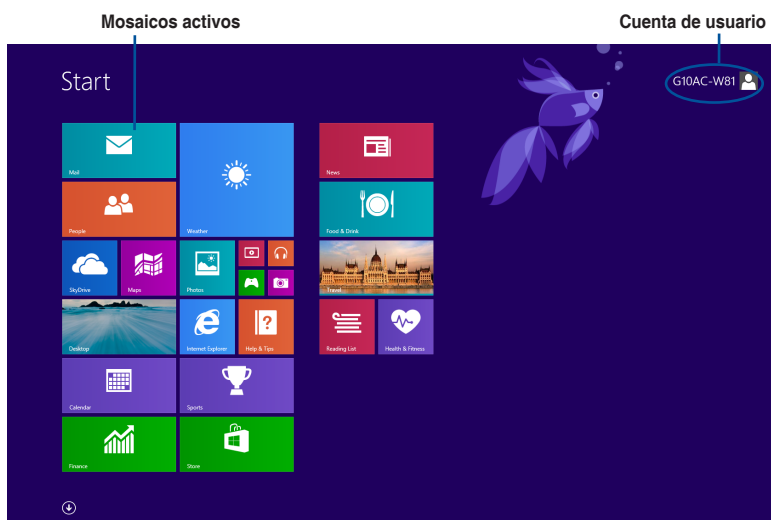 Mosaicos activos
Cuenta de usuario
Start
G10AC-W81
Mail
Weather
News
People
Food & Drink
SkyDrive
Maps
Photos
Travel
Desktop
Internet Explorer
Help & Tips
Reading List
Health & Fitness
Calendar
Sports
Finance
Store